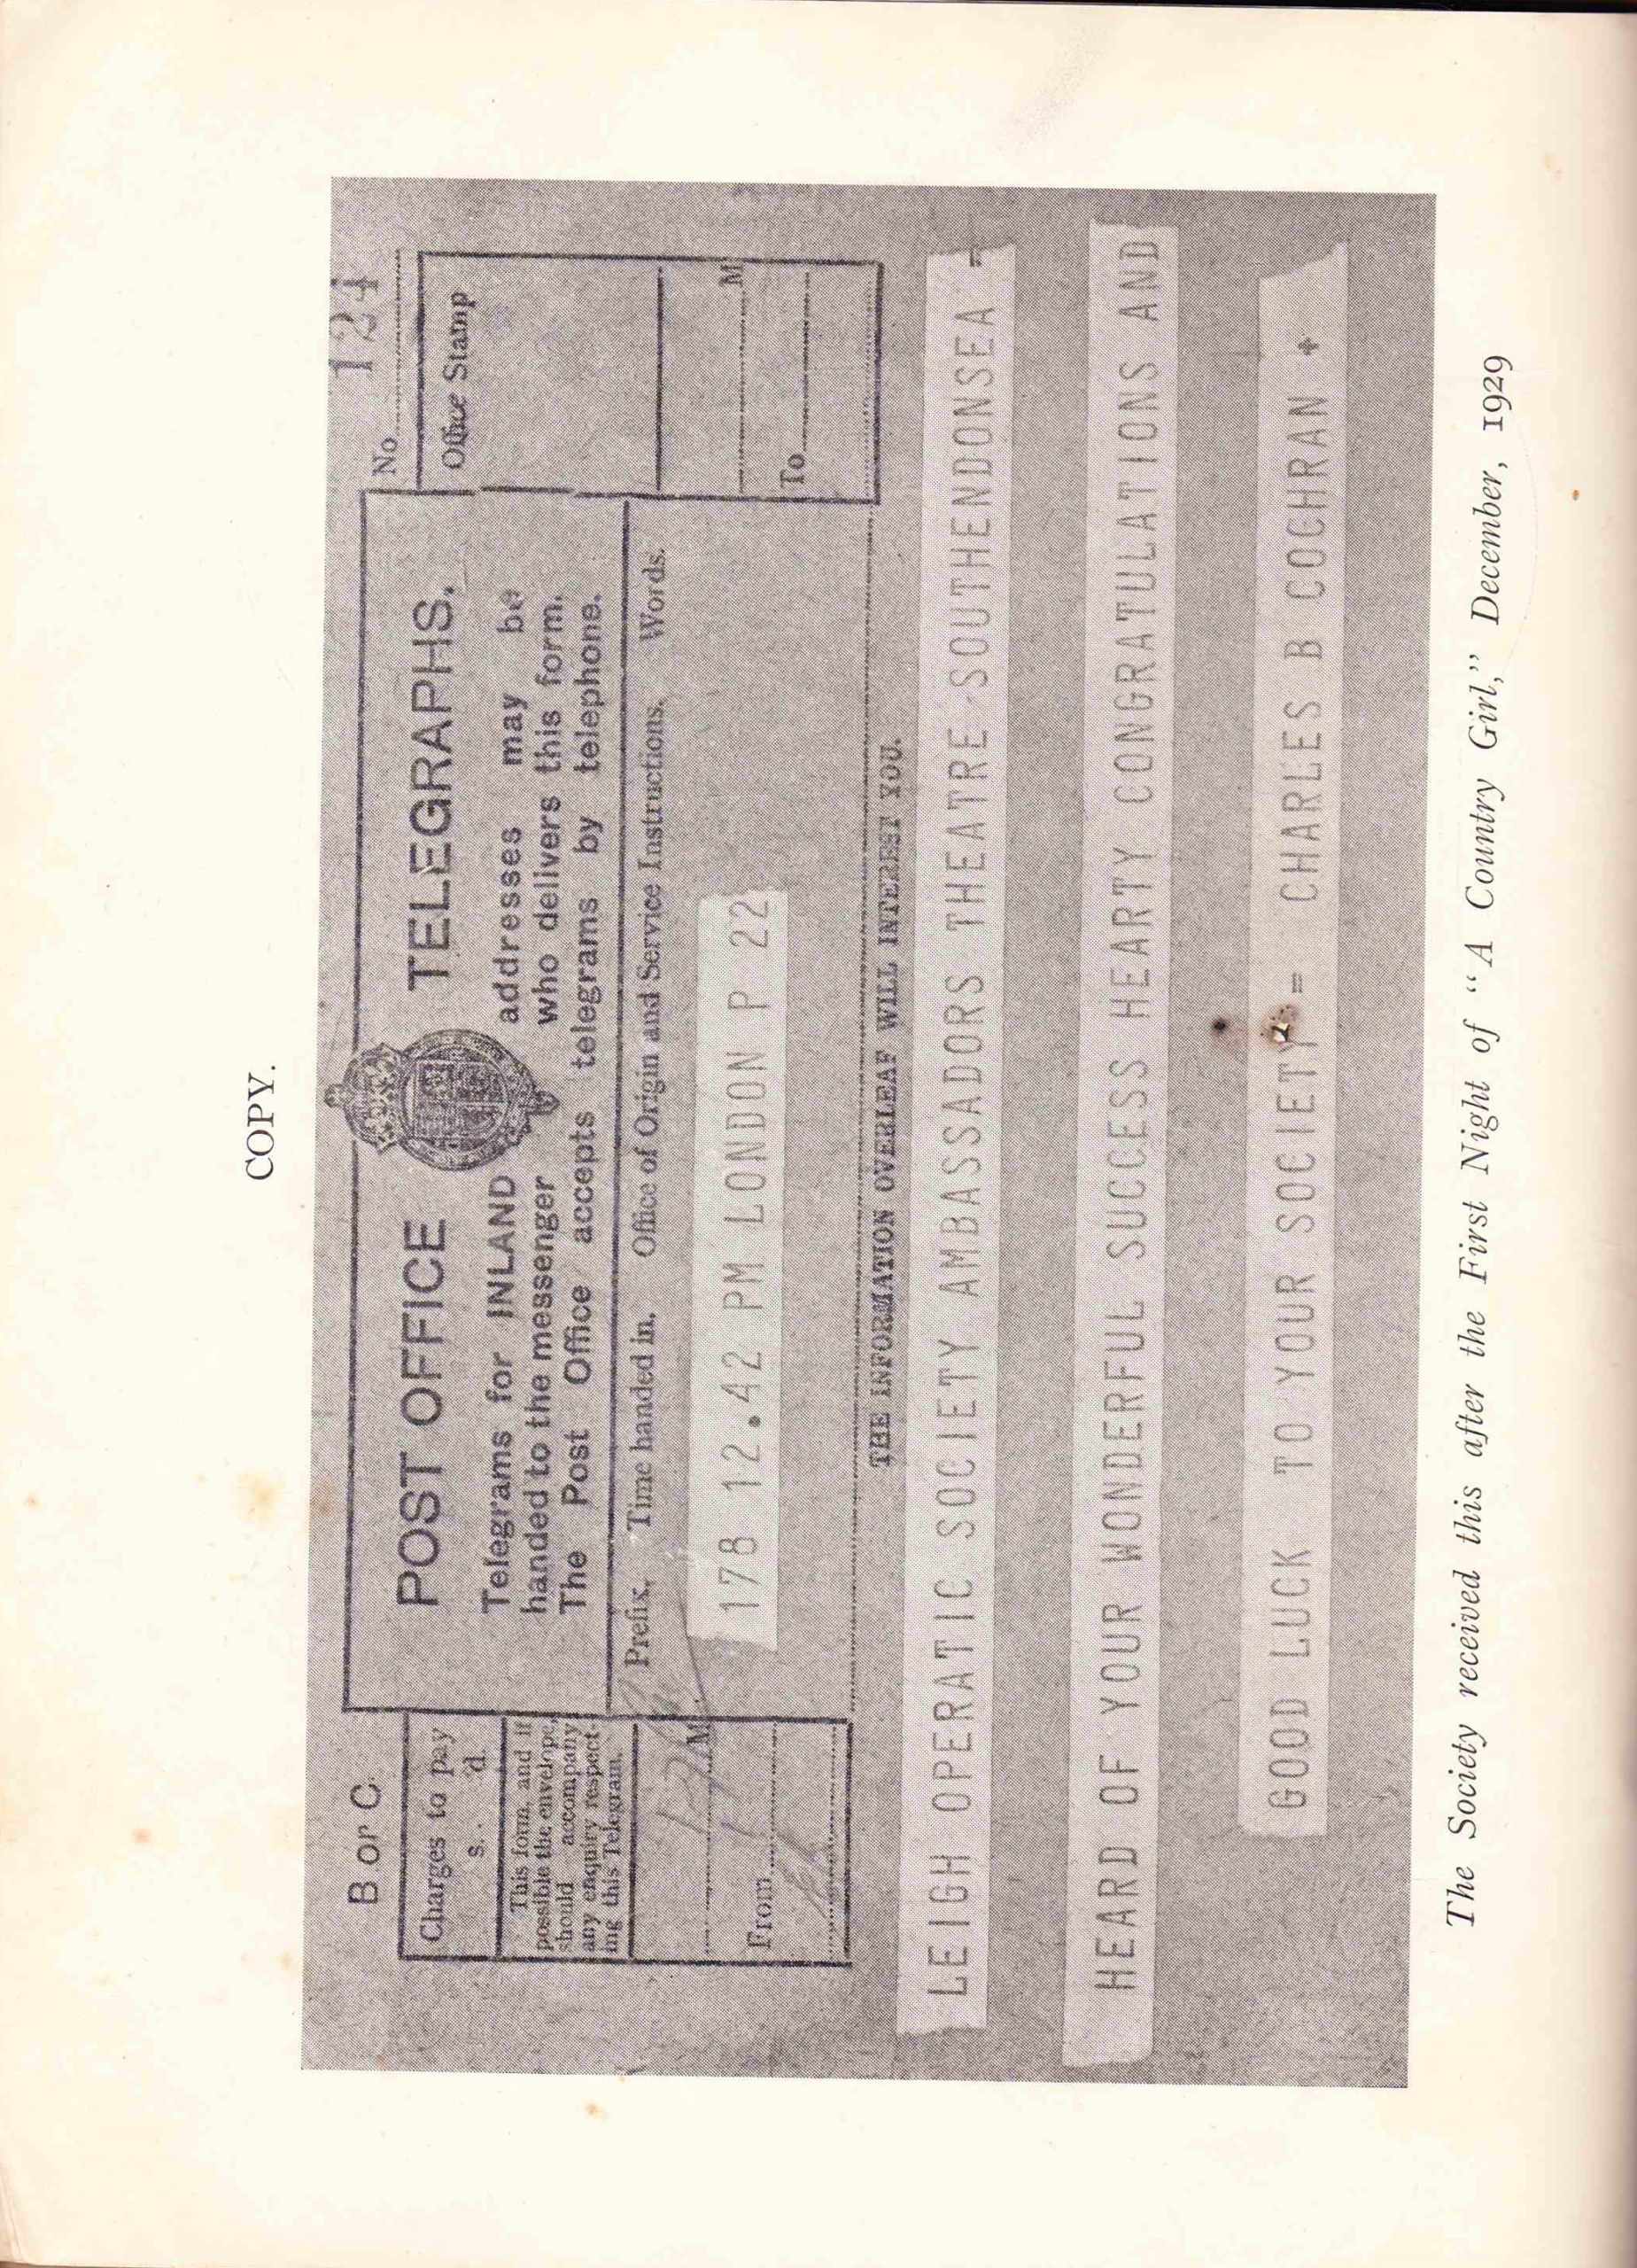 COPY.
B or C
No. 124
POST OFFICE TELEGRAPHS.
Charges to pay
s. d.
Office Stamp
Telegrams for INLAND addresses may be
handed to the messenger who delivers this form.
The Post Office accepts telegrams by telephone.
This form, and if
possible the envelope,
should accompany
any enquiry respect-
ing this Telegram.
Prefix. Time handed in. Office of Origin and Service Instructions. Words.
M
M
From
To
178 12.42 PM LONDON P 22
THE INFORMATION OVERLEAF WILL INTEREST YOU.
LEIGH OPERATIC SOCIETY AMBASSADORS THEATRE SOUTHENDONSEA =
HEARD OF YOUR WONDERFUL SUCCESS HEARTY CONGRATULATIONS AND
GOOD LUCK TO YOUR SOCIETY = CHARLES B COCHRAN +
The Society received this after the First Night of "A Country Girl," December, 1929